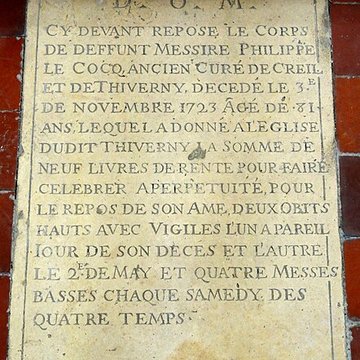 D. O. M.
CY DEVANT REPOSE LE CORPS
DE DEFFUNT MESSIRE PHILIPPE
LE COCQ, ANCIEN CURÉ DE CREIL
ET DE THIVERNY, DECEDÉ LE 3.E
DE NOVEMBRE 1723 ÂGÉ DE 81
ANS, LEQUEL A DONNÉ A L'EGLISE
DUDIT THIVERNY LA SOMME DE
NEUF LIVRES DE RENTE POUR FAIRE
CELEBRER A PERPETUITÉ, POUR
LE REPOS DE SON AME, DEUX OBITS
HAUTS AVEC VIGILES L'UN A PAREIL
IOUR DE SON DECES ET L'AUTRE
LE 2.E DE MAY ET QUATRE MESSES
BASSES CHAQUE SAMEDY DES
QUATRE TEMPS